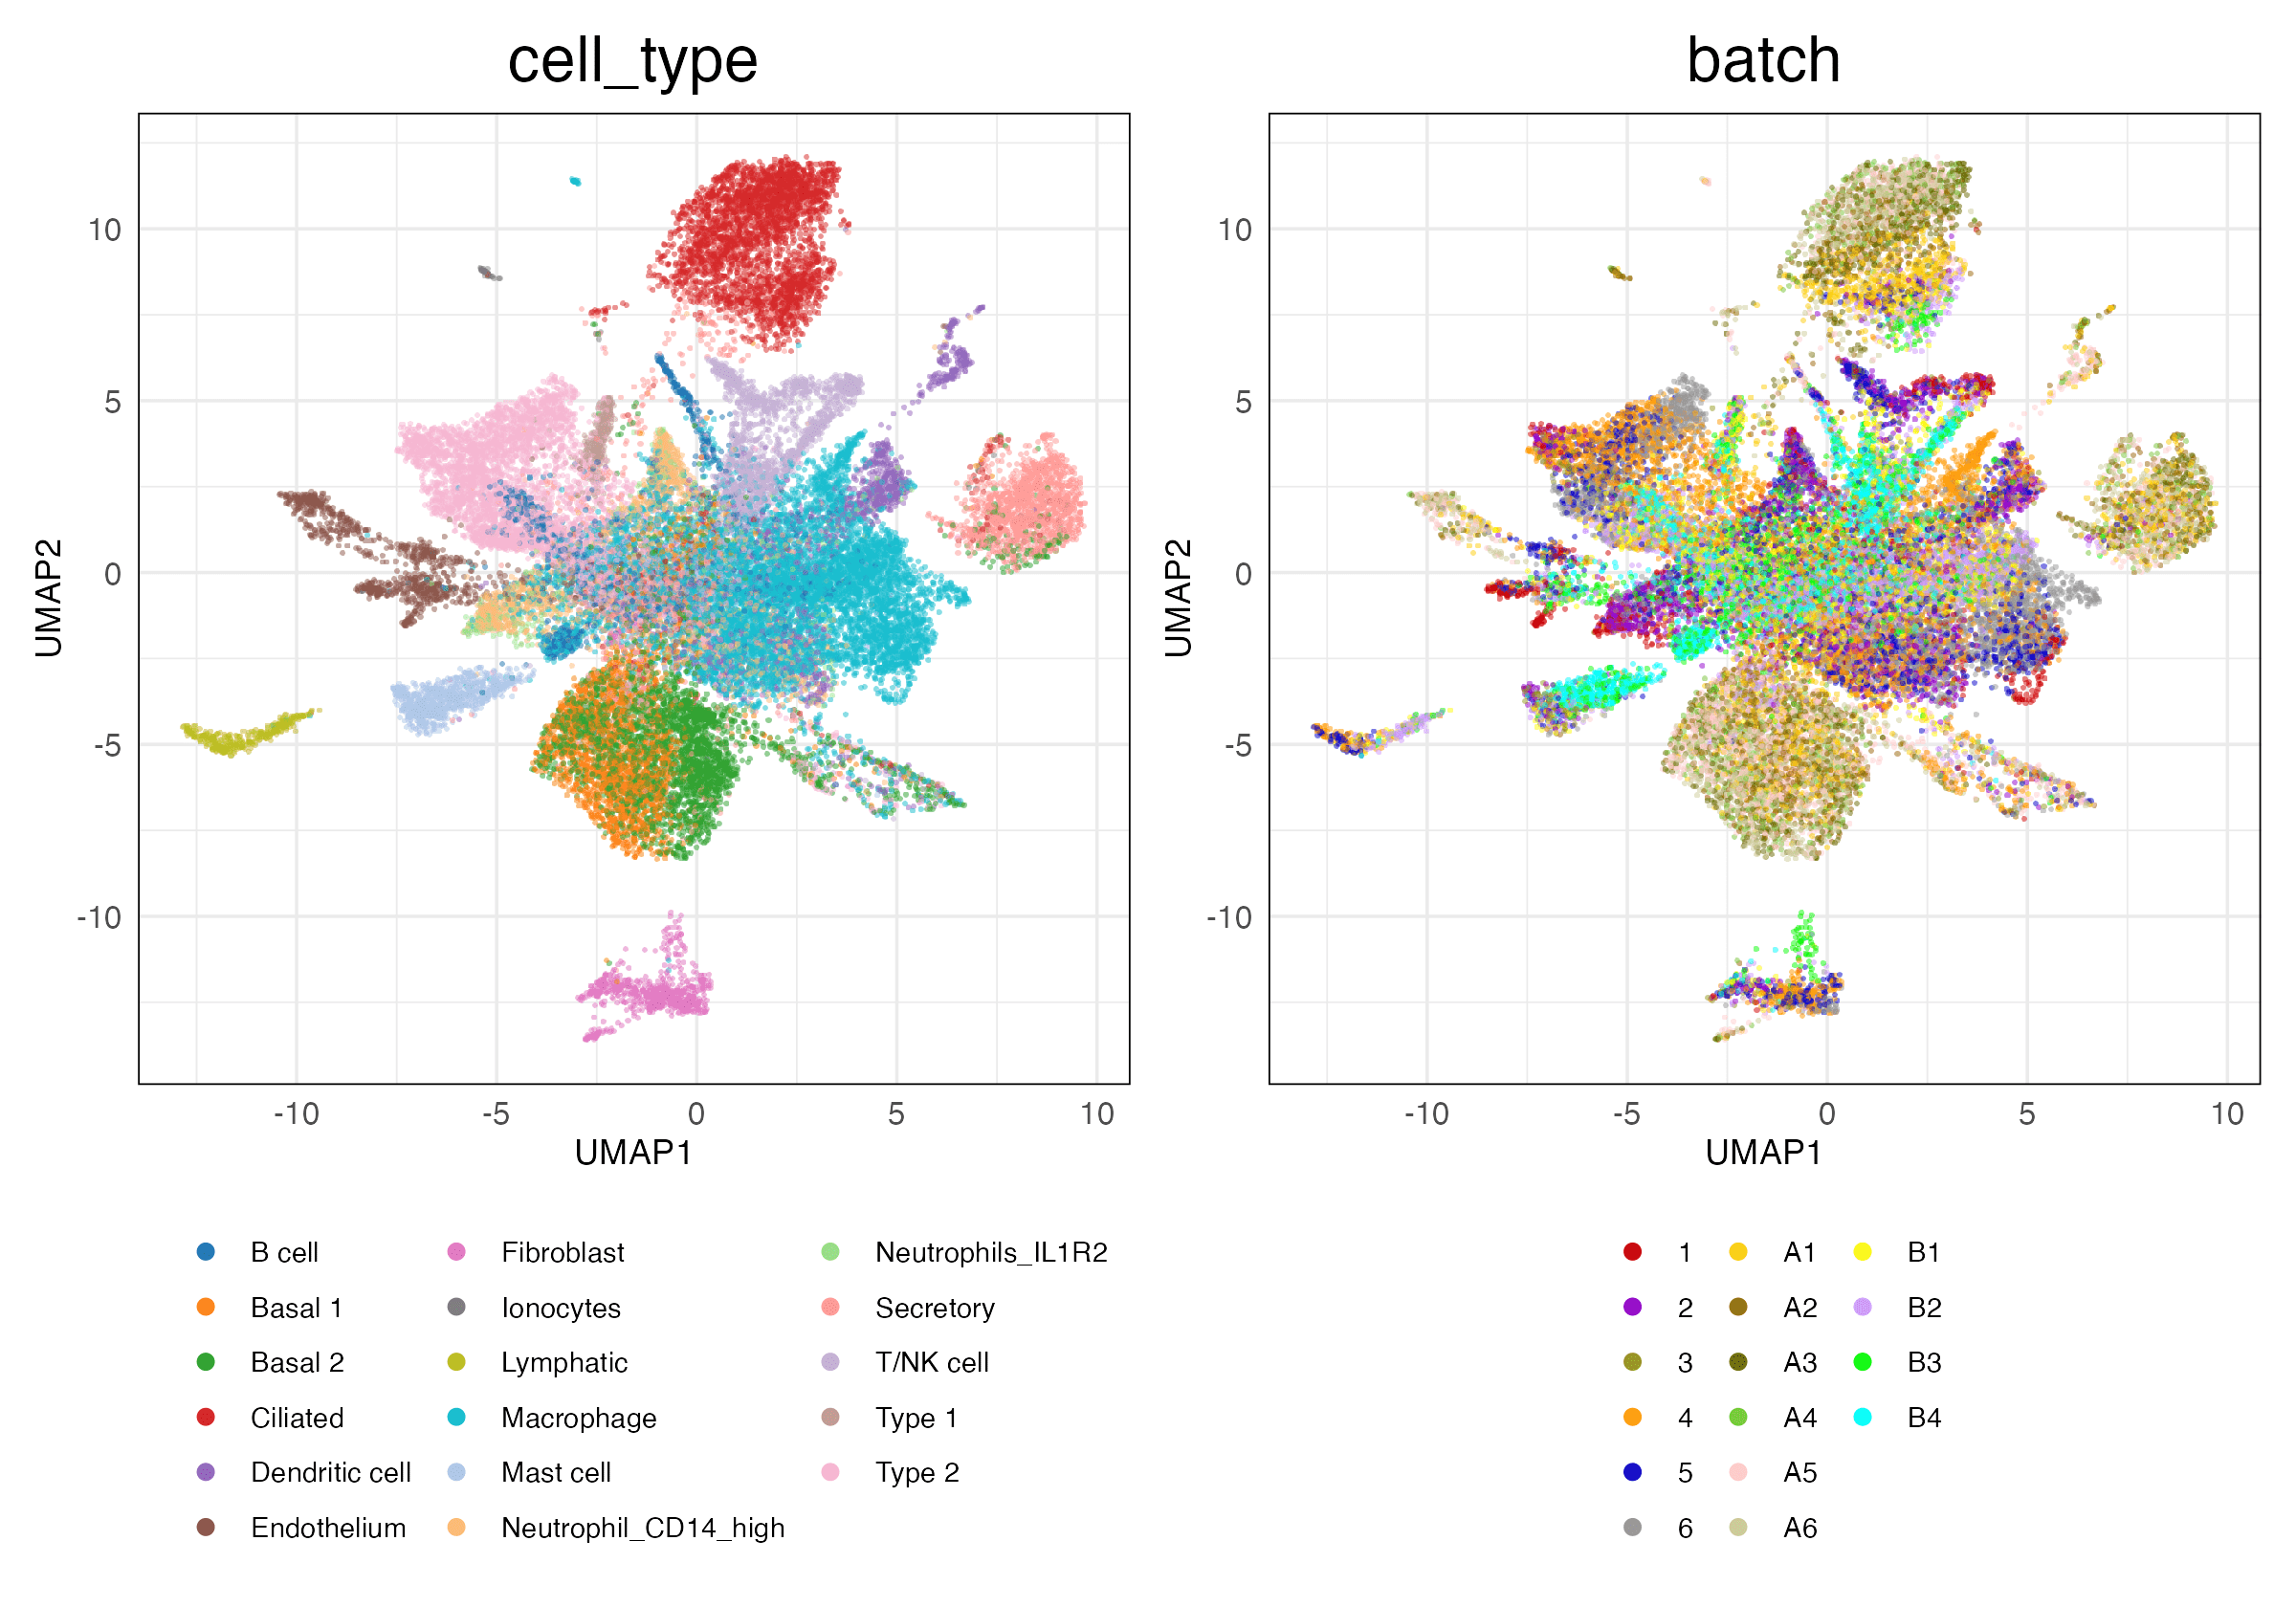 cell_type
batch
10
5
0
-5
-10
UMAP2
-10
-5
0
5
10
UMAP1
10
5
0
-5
-10
UMAP2
-10
-5
0
5
10
UMAP1
B cell
Basal 1
Basal 2
Ciliated
Dendritic cell
Endothelium
Fibroblast
Ionocytes
Lymphatic
Macrophage
Mast cell
Neutrophil_CD14_high
Neutrophils_IL1R2
Secretory
T/NK cell
Type 1
Type 2
1
2
3
4
5
6
A1
A2
A3
A4
A5
A6
B1
B2
B3
B4